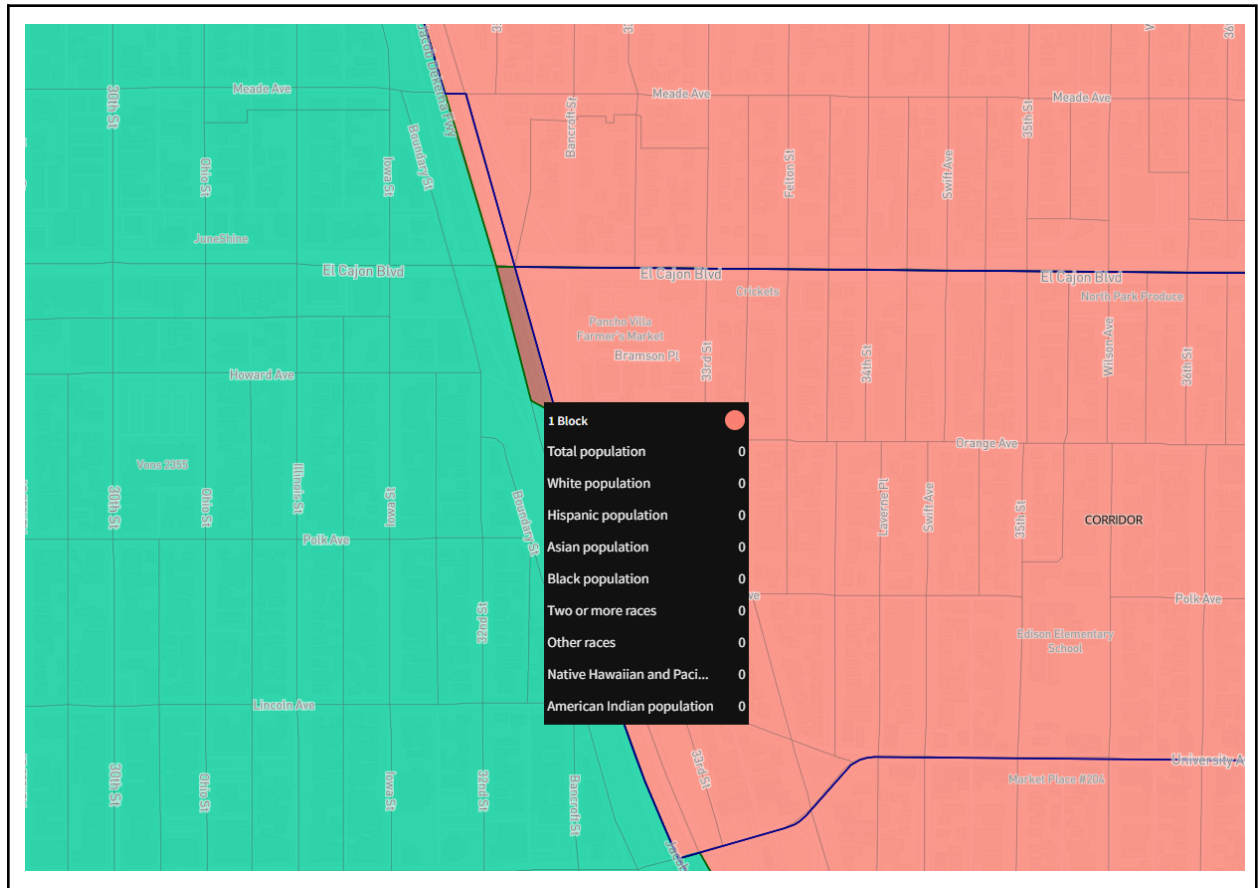 Meade Ave
Meade Ave
Meade Ave
Jacob Dekema Fwy
30th St
Ohio St
Iowa St
Boundary St
Bancroft St
Felton St
Swift Ave
35th St
JuneShine
El Cajon Blvd
El Cajon Blvd
El Cajon Blvd
Crickets
North Park Produce
Pancho Villa
Farmer's Market
Bramson Pl
33rd St
34th St
Wilson Ave
36th St
Howard Ave
Orange Ave
Vons 2355
30th St
Ohio St
Illinois St
Iowa St
Boundary St
Laverne Pl
Swift Ave
35th St
CORRIDOR
Polk Ave
Polk Ave
32nd St
Edison Elementary
School
Lincoln Ave
1 Block
Total population 0
White population 0
Hispanic population 0
Asian population 0
Black population 0
Two or more races 0
Other races 0
Native Hawaiian and Paci... 0
American Indian population 0
30th St
Ohio St
Iowa St
32nd St
Bancroft St
33rd St
University A
Market Place #206
Jacob